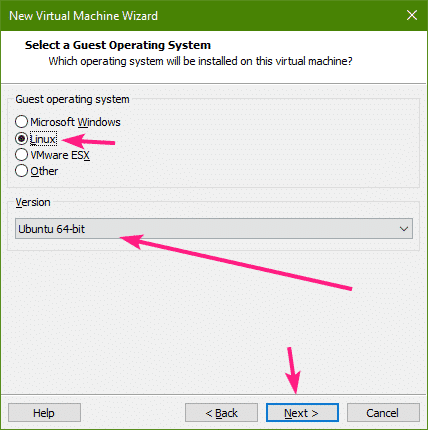 New Virtual Machine Wizard
Select a Guest Operating System
Which operating system will be installed on this virtual machine?
Guest operating system
Microsoft Windows
Linux
VMware ESX
Other
Version
Ubuntu 64-bit
Help
< Back
Next >
Cancel